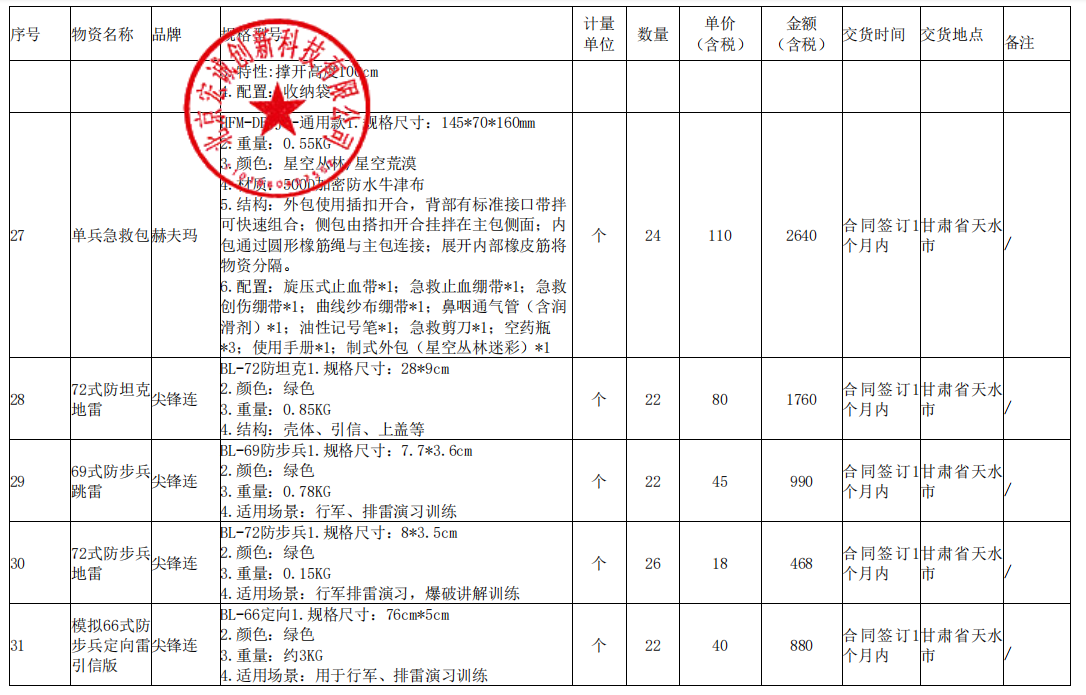 序号 物资名称 品牌 规格型号 计量单位 数量 单价（含税） 金额（含税） 交货时间 交货地点 备注
特性:撑开高度100cm
4.配置：收纳袋
北京宏诚创新科技有限公司
27 单兵急救包 赫夫玛
通用款1.规格尺寸：145*70*160mm
2.重量：0.55KG
3.颜色：星空丛林/星空荒漠
4.材质：500D加密防水牛津布
5.结构：外包使用插扣开合，背部有标准接口带拌
可快速组合；侧包由搭扣开合挂拌在主包侧面；内
包通过圆形橡筋绳与主包连接；展开内部橡皮筋将
物资分隔。
6.配置：旋压式止血带*1；急救止血绷带*1；急救
创伤绷带*1；曲线纱布绷带*1；鼻咽通气管（含润
滑剂）*1；油性记号笔*1；急救剪刀*1；空药瓶
*3；使用手册*1；制式外包（星空丛林迷彩）*1
个 24 110 2640
合同签订1
个月内
甘肃省天水
市
/
28
72式防坦克
地雷
尖锋连
BL-72防坦克1.规格尺寸：28*9cm
2.颜色：绿色
3.重量：0.85KG
4.结构：壳体、引信、上盖等
个 22 80 1760
合同签订1
个月内
甘肃省天水
市
/
29
69式防步兵
跳雷
尖锋连
BL-69防步兵1.规格尺寸：7.7*3.6cm
2.颜色：绿色
3.重量：0.78KG
4.适用场景：行军、排雷演习训练
个 22 45 990
合同签订1
个月内
甘肃省天水
市
/
30
72式防步兵
地雷
尖锋连
BL-72防步兵1.规格尺寸：8*3.5cm
2.颜色：绿色
3.重量：0.15KG
4.适用场景：行军排雷演习，爆破讲解训练
个 26 18 468
合同签订1
个月内
甘肃省天水
市
/
31
模拟66式防
步兵定向雷
引信版
尖锋连
BL-66定向1.规格尺寸：76cm*5cm
2.颜色：绿色
3.重量：约3KG
4.适用场景：用于行军、排雷演习训练
个 22 40 880
合同签订1
个月内
甘肃省天水
市
/